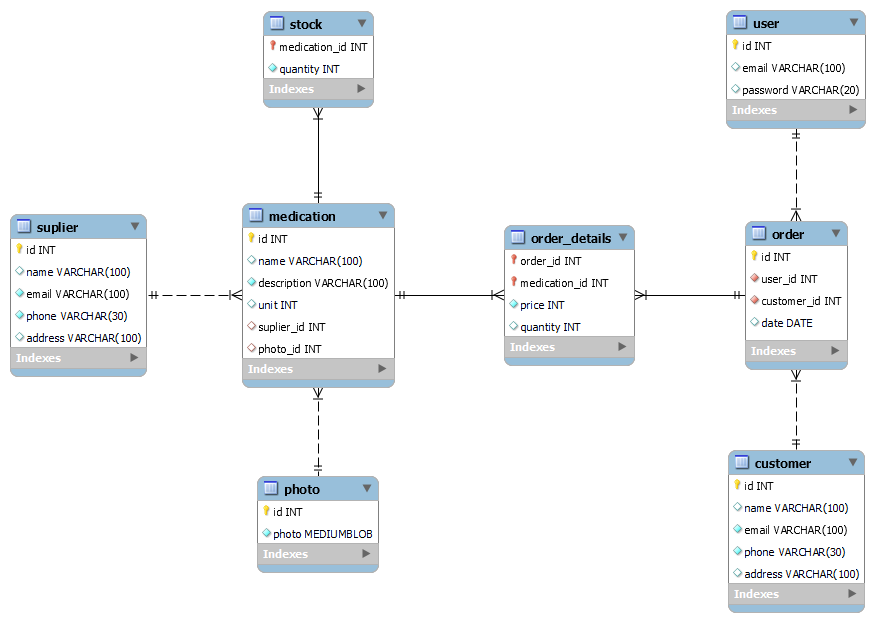 stock
medication_id INT
quantity INT
Indexes
user
id INT
email VARCHAR(100)
password VARCHAR(20)
Indexes
suplier
id INT
name VARCHAR(100)
email VARCHAR(100)
phone VARCHAR(30)
address VARCHAR(100)
Indexes
medication
id INT
name VARCHAR(100)
description VARCHAR(100)
unit INT
suplier_id INT
photo_id INT
Indexes
order_details
order_id INT
medication_id INT
price INT
quantity INT
Indexes
order
id INT
user_id INT
customer_id INT
date DATE
Indexes
photo
id INT
photo MEDIUMBLOB
Indexes
customer
id INT
name VARCHAR(100)
email VARCHAR(100)
phone VARCHAR(30)
address VARCHAR(100)
Indexes